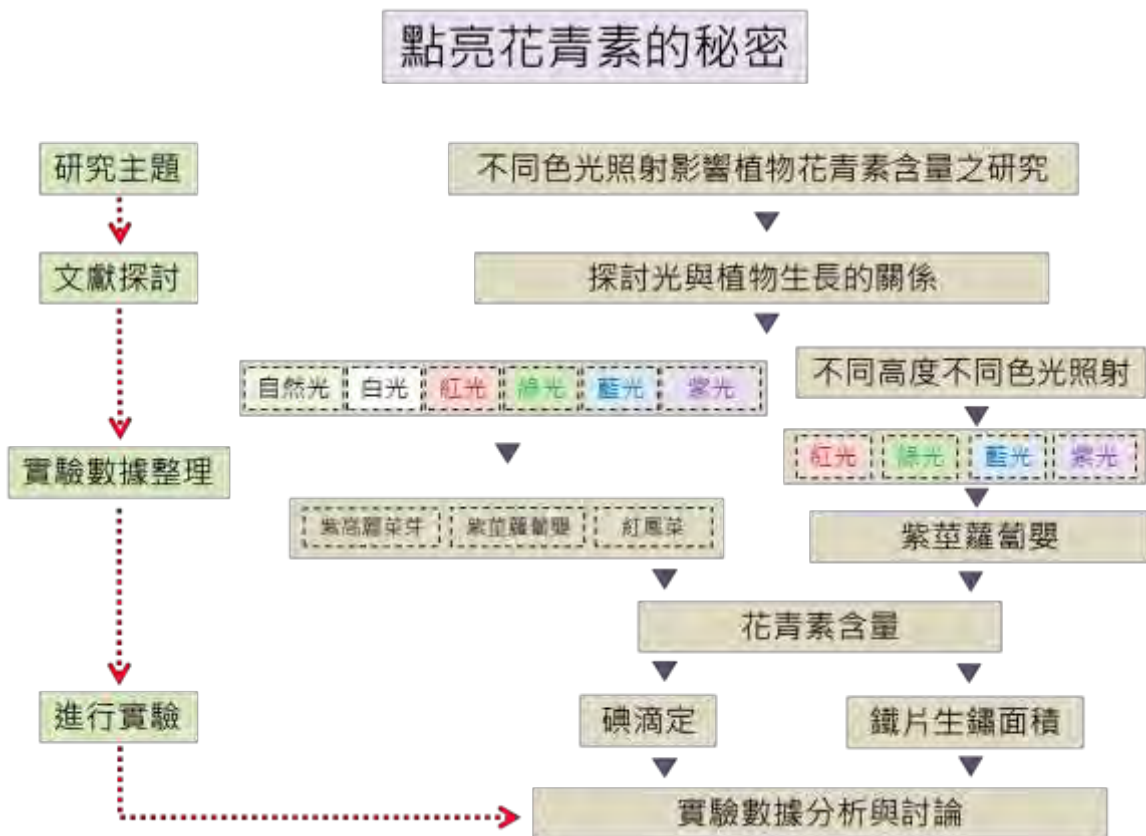 點亮花青素的秘密
研究主題
不同色光照射影響植物花青素含量之研究
文獻探討
探討光與植物生長的關係
自然光 白光 紅光 綠光 藍光 紫光
不同高度不同色光照射
紅光 綠光 藍光 紫光
實驗數據整理
紫高麗菜芽 紫莖蘿蔔嬰 紅鳳菜
紫莖蘿蔔嬰
花青素含量
進行實驗
碘滴定
鐵片生鏽面積
實驗數據分析與討論